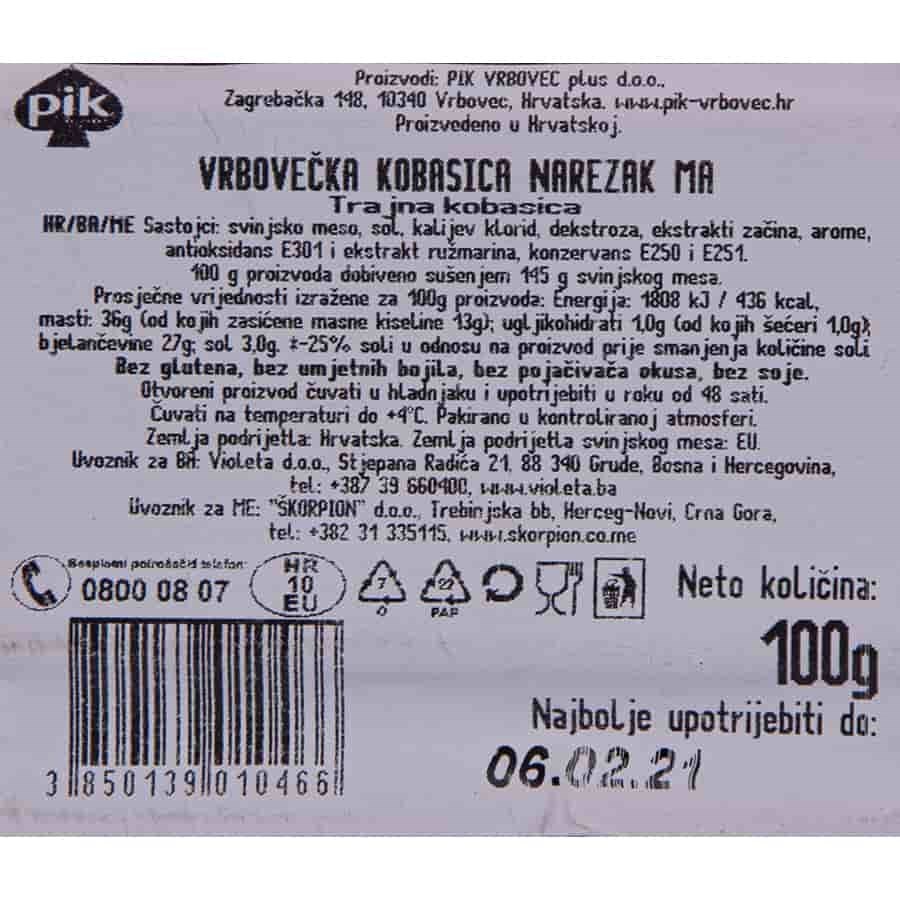 pik
Proizvodi: PIK VRBOVEC plus d.o.o.,
Zagrebačka 148, 10340 Vrbovec, Hrvatska. www.pik-vrbovec.hr
Proizvedeno u Hrvatskoj.
VRBOVEČKA KOBASICA NAREZAK MA
Trajna kobasica
HR/BA/ME Sastojci: svinjsko meso, sol, kalijev klorid, dekstroza, ekstrakti začina, arome,
antioksidans E301 i ekstrakt ružmarina, konzervans E250 i E251.
100 g proizvoda dobiveno sušenjem 145 g svinjskog mesa.
Prosječne vrijednosti izražene za 100g proizvoda: Energija: 1808 kJ / 436 kcal,
masti: 36g (od kojih zasićene masne kiseline 13g); ugljikohidrati 1,0g (od kojih šećeri 1,0g);
bjelančevine 27g; sol 3,0g. *-25% soli u odnosu na proizvod prije smanjenja količine soli
Bez glutena, bez umjetnih bojila, bez pojačivača okusa, bez soje.
Otvoreni proizvod čuvati u hladnjaku i upotrijebiti u roku od 48 sati.
Čuvati na temperaturi do +4°C. Pakirano u kontroliranoj atmosferi.
Zemlja podrijetla: Hrvatska. Zemlja podrijetla svinjskog mesa: EU.
Uvoznik za BH: Violeta d.o.o., Stjepana Radića 21, 88 340 Grude, Bosna i Hercegovina,
tel: +387 39 660400, www.violeta.ba
Uvoznik za ME: "ŠKORPION" d.o.o., Trebinjska bb, Herceg-Novi, Crna Gora,
tel.: +382 31 335115, www.skorpion.co.me
Besplatni potrošački telefon:
0800 08 07
HR
10
EU
7
0
22
PAP
Neto količina:
100g
Najbolje upotrijebiti do:
06.02.21
3 850139 010466